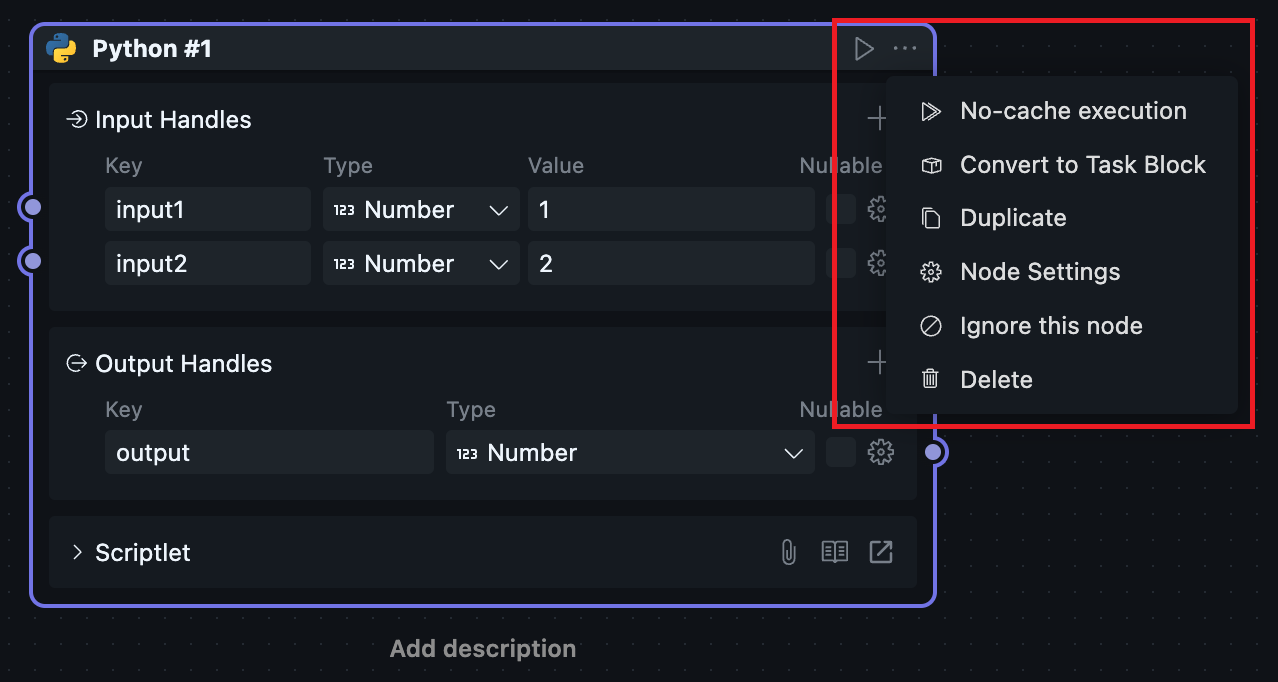 Python #1
Input Handles
Key Type Value Nullable
input1 123 Number 1
input2 123 Number 2
Output Handles
Key Type Nullable
output 123 Number
Scriptlet
Add description
No-cache execution
Convert to Task Block
Duplicate
Node Settings
Ignore this node
Delete